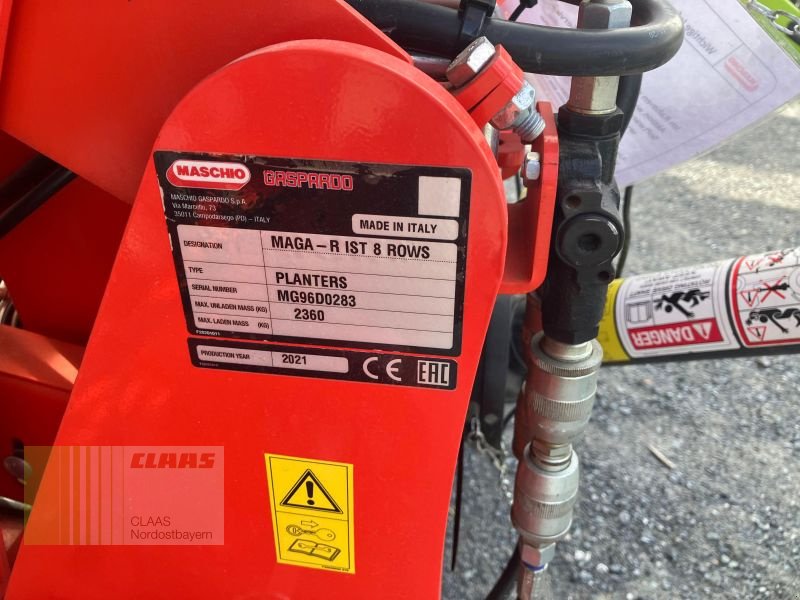 Wichtige
MASCHIO GASPARDO
MASCHIO GASPARDO S.p.A
Via Marcello, 73
35011 Campodarsego (PD) - ITALY
MADE IN ITALY
DESIGNATION MAGA - R IST 8 ROWS
TYPE PLANTERS
SERIAL NUMBER MG96D0283
MAX. UNLADEN MASS (KG) 2360
MAX. LADEN MASS (KG)
PRODUCTION YEAR 2021 CE EAC
DANGER
CLAAS
CLAAS
Nordostbayern